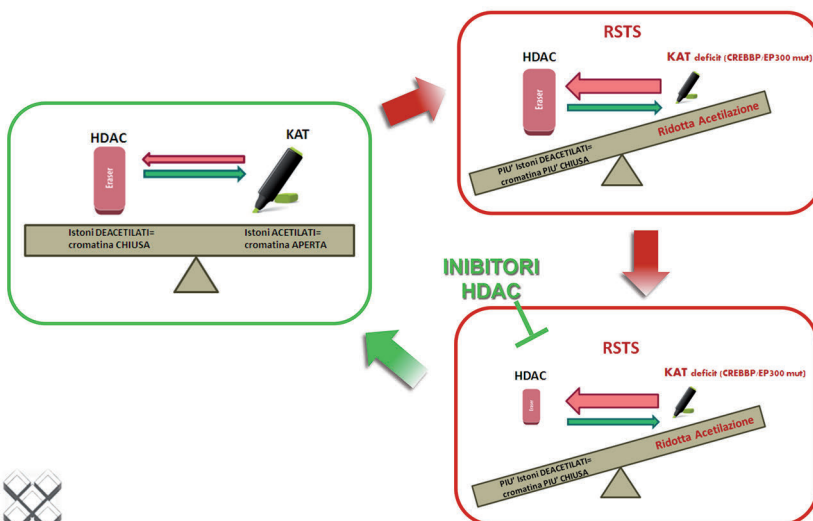 HDAC
KAT
Eraser
Istoni DEACETILATI=
cromatina CHIUSA
Istoni ACETILATI=
cromatina APERTA
RSTS
HDAC
KAT deficit (CREBBP/EP300 mut)
Eraser
Ridotta Acetilazione
PIU' Istoni DEACETILATI=
cromatina PIU' CHIUSA
INIBITORI
HDAC
RSTS
HDAC
KAT deficit (CREBBP/EP300 mut)
Eraser
Ridotta Acetilazione
PIU' Istoni DEACETILATI=
cromatina PIU' CHIUSA